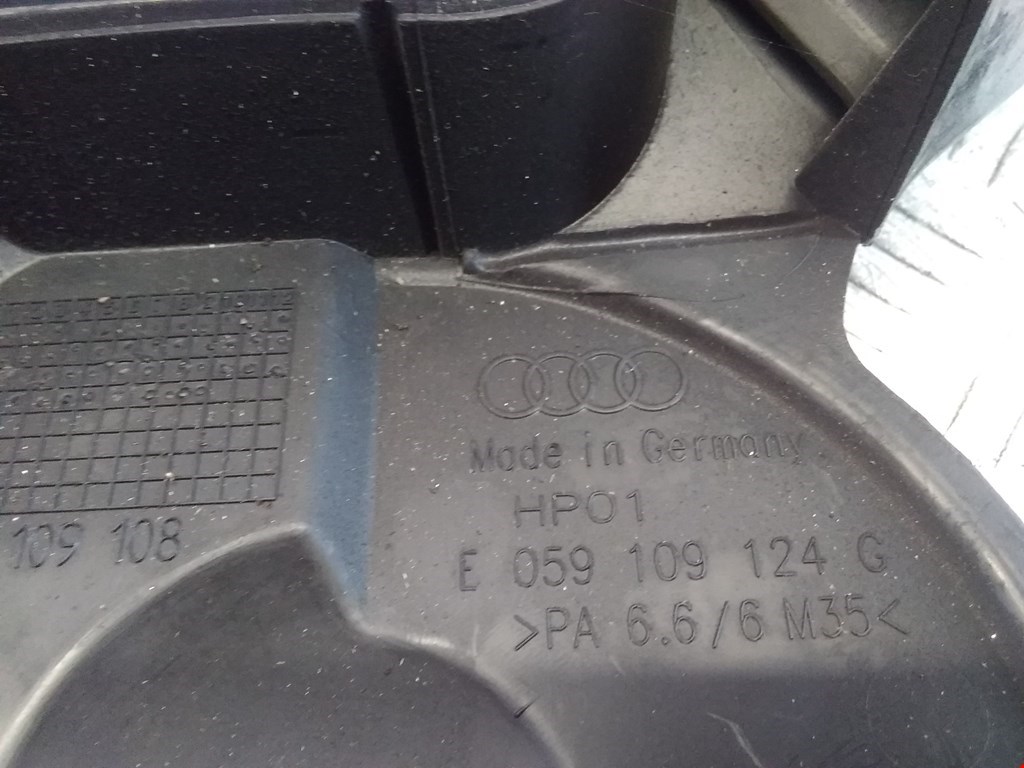 Made in Germany
HP01
E 059 109 124 G
>PA 6.6/6 M35<
109 108